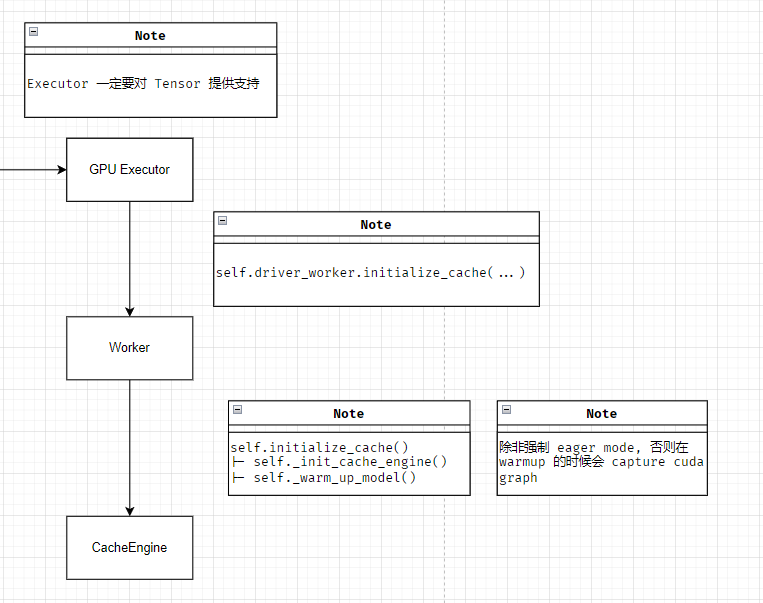 Note
Executor 一定要对 Tensor 提供支持
GPU Executor
Note
self.driver_worker.initialize_cache(...)
Worker
Note
self.initialize_cache()
├─ self._init_cache_engine()
├─ self._warm_up_model()
Note
除非强制 eager mode, 否则在
warmup 的时候会 capture cuda
graph
CacheEngine